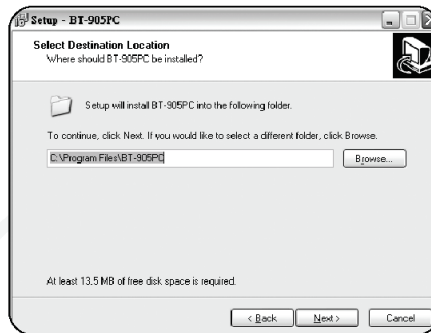 Setup - BT-905PC
Select Destination Location
Where should BT-905PC be installed?
Setup will install BT-905PC into the following folder.
To continue, click Next. If you would like to select a different folder, click Browse.
C:\Program Files\BT-905PC
Browse...
At least 13.5 MB of free disk space is required.
< Back
Next >
Cancel